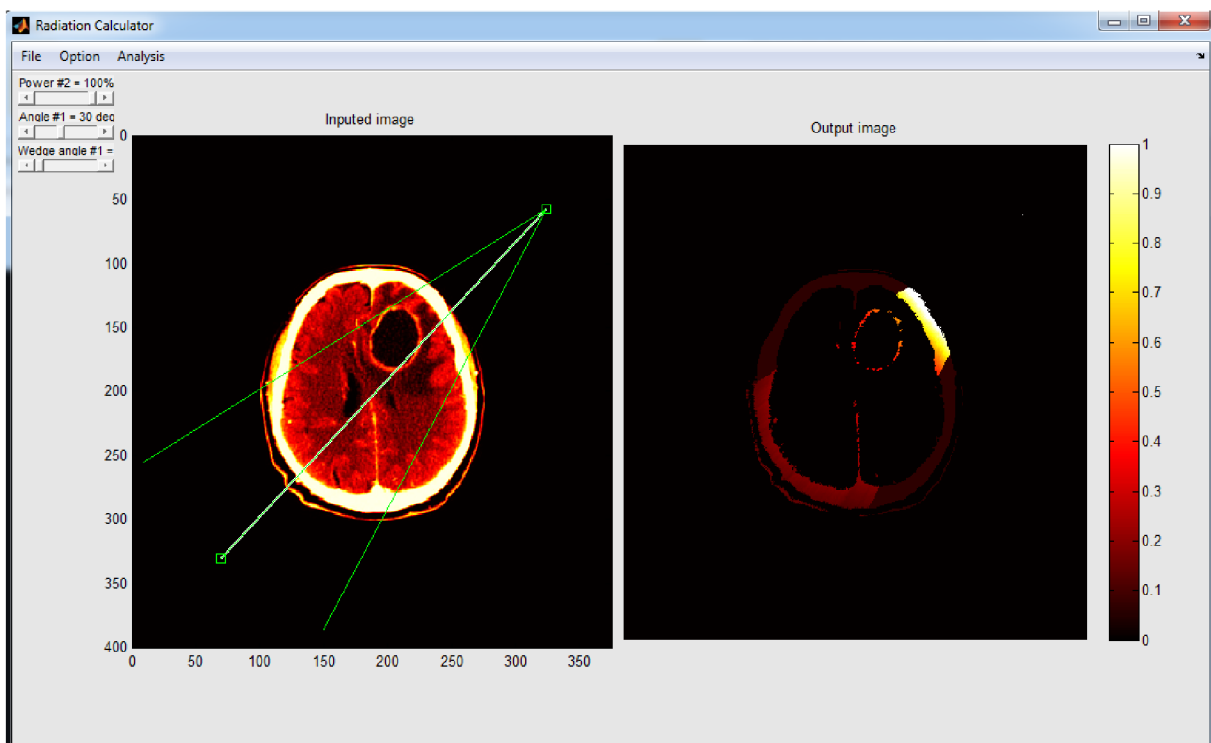 Radiation Calculator
File Option Analysis
Power #2 = 100%
Angle #1 = 30 deg
Wedge angle #1 =
Inputed image
0
50
100
150
200
250
300
350
400
0 50 100 150 200 250 300 350
Output image
1
0.9
0.8
0.7
0.6
0.5
0.4
0.3
0.2
0.1
0